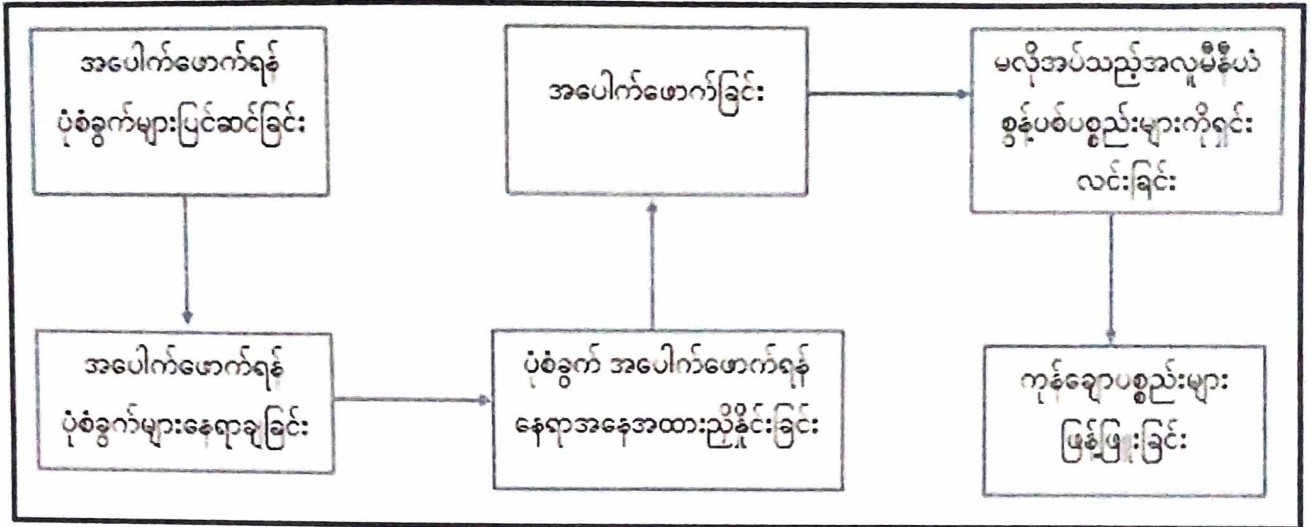 အပေါက်ဖောက်ရန်
ပုံစံခွက်များပြင်ဆင်ခြင်း
အပေါက်ဖောက်ရန်
ပုံစံခွက်များနေရာချခြင်း
ပုံစံခွက် အပေါက်ဖောက်ရန်
နေရာအနေအထားညှိနှိုင်းခြင်း
အပေါက်ဖောက်ခြင်း
မလိုအပ်သည့်အလူမီနီယံ
စွန့်ပစ်ပစ္စည်းများကိုရှင်း
လင်းခြင်း
ကုန်ချောပစ္စည်းများ
ဖြန့်ဖြူးခြင်း